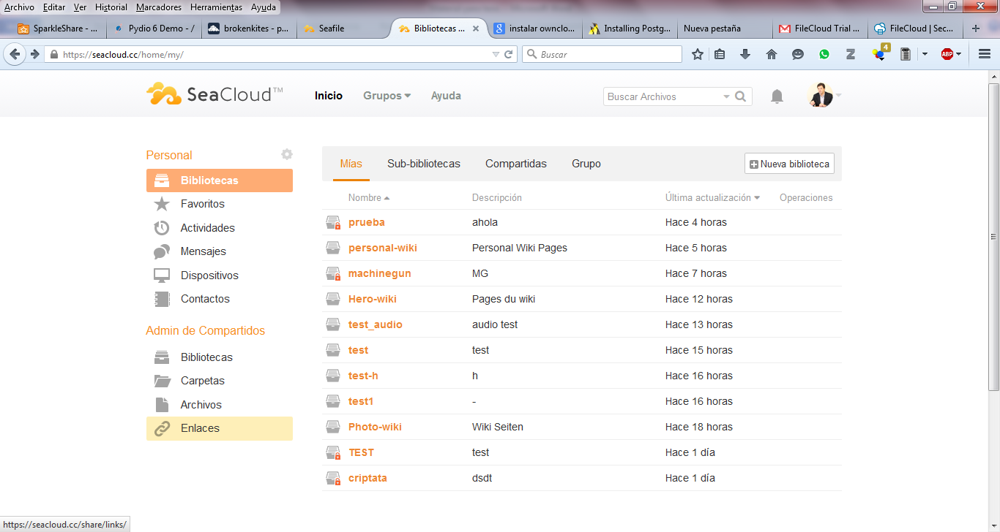 Archivo Editar Ver Historial Marcadores Herramientas Ayuda
SparkleShare - ... Pydio 6 Demo - / brokenkites - p... Seafile Bibliotecas ... instalar ownclo... Installing Postg... Nueva pestaña FileCloud Trial ... FileCloud | Sec...
https://seacloud.cc/home/my/ Buscar 4 ABP
SeaCloud™ Inicio Grupos Ayuda Buscar Archivos
Personal
Bibliotecas
Favoritos
Actividades
Mensajes
Dispositivos
Contactos
Admin de Compartidos
Bibliotecas
Carpetas
Archivos
Enlaces
Mías Sub-bibliotecas Compartidas Grupo Nueva biblioteca
Nombre Descripción Última actualización Operaciones
prueba ahola Hace 4 horas
personal-wiki Personal Wiki Pages Hace 5 horas
machinegun MG Hace 7 horas
Hero-wiki Pages du wiki Hace 12 horas
test_audio audio test Hace 13 horas
test test Hace 15 horas
test-h h Hace 16 horas
test1 - Hace 16 horas
Photo-wiki Wiki Seiten Hace 18 horas
TEST test Hace 1 día
criptata dsdt Hace 1 día
https://seacloud.cc/share/links/